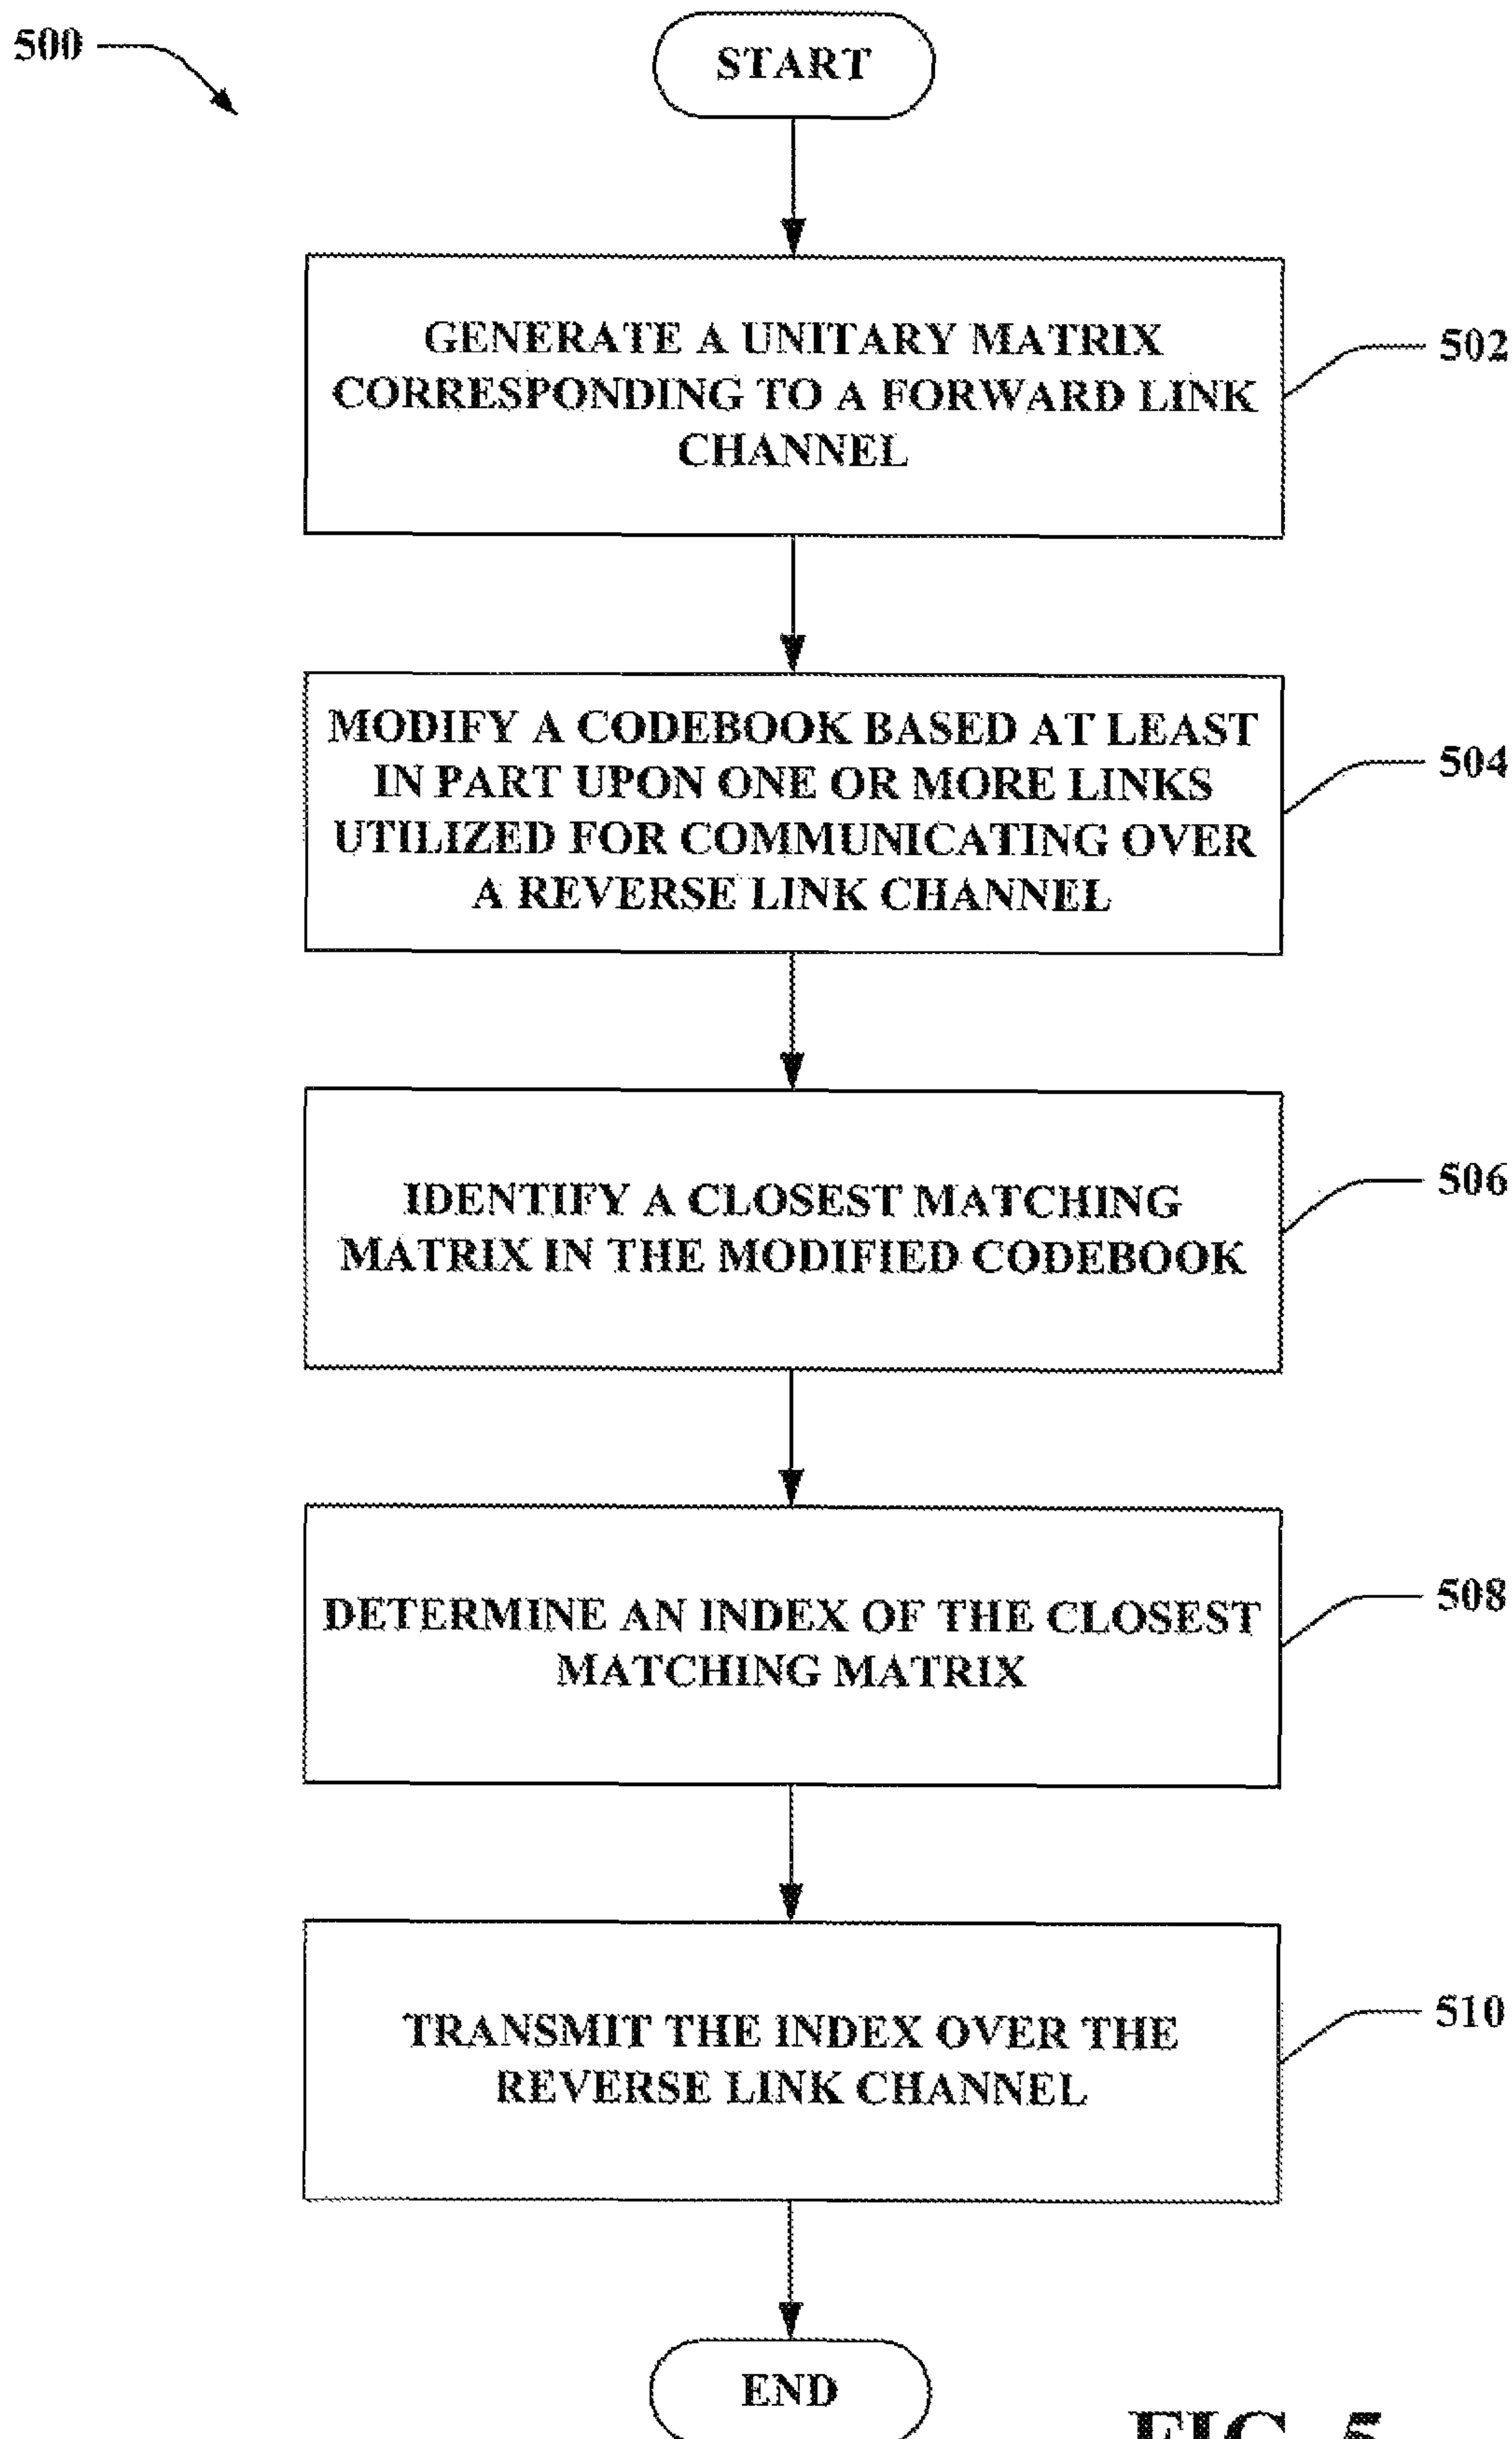 500
START
GENERATE A UNITARY MATRIX
CORRESPONDING TO A FORWARD LINK
CHANNEL
502
MODIFY A CODEBOOK BASED AT LEAST
IN PART UPON ONE OR MORE LINKS
UTILIZED FOR COMMUNICATING OVER
A REVERSE LINK CHANNEL
504
IDENTIFY A CLOSEST MATCHING
MATRIX IN THE MODIFIED CODEBOOK
506
DETERMINE AN INDEX OF THE CLOSEST
MATCHING MATRIX
508
TRANSMIT THE INDEX OVER THE
REVERSE LINK CHANNEL
510
END
FIG. 5